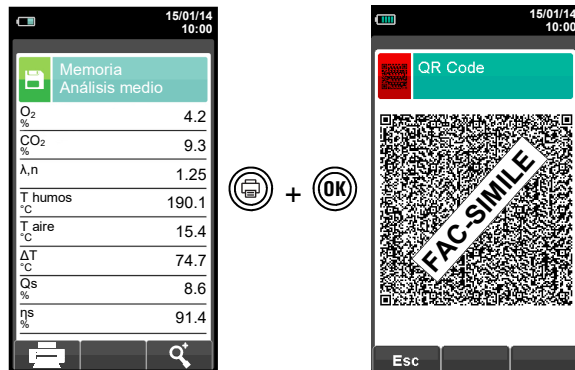 15/01/14
10:00
Memoria
Análisis medio
O₂
%
4.2
CO₂
%
9.3
λ,n
1.25
T humos
°C
190.1
T aire
°C
15.4
ΔT
°C
74.7
Qs
%
8.6
ηs
%
91.4
+
OK
15/01/14
10:00
QR Code
FAC-SIMILE
Esc